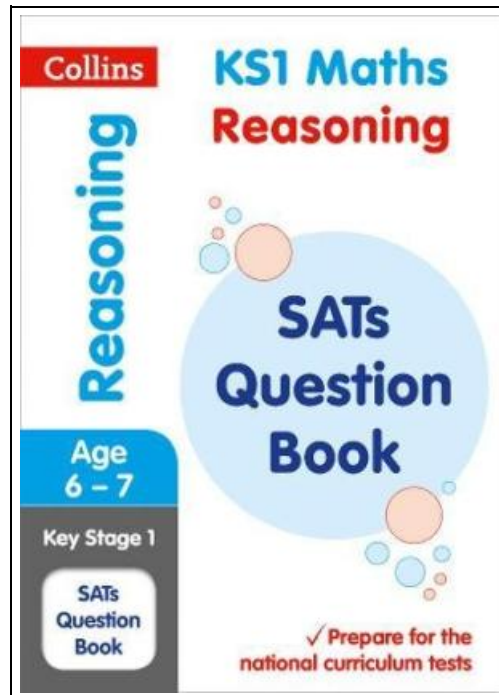 Collins
Reasoning
Age
6 – 7
Key Stage 1
SATs
Question
Book
KS1 Maths
Reasoning
SATs
Question
Book
✓ Prepare for the
national curriculum tests